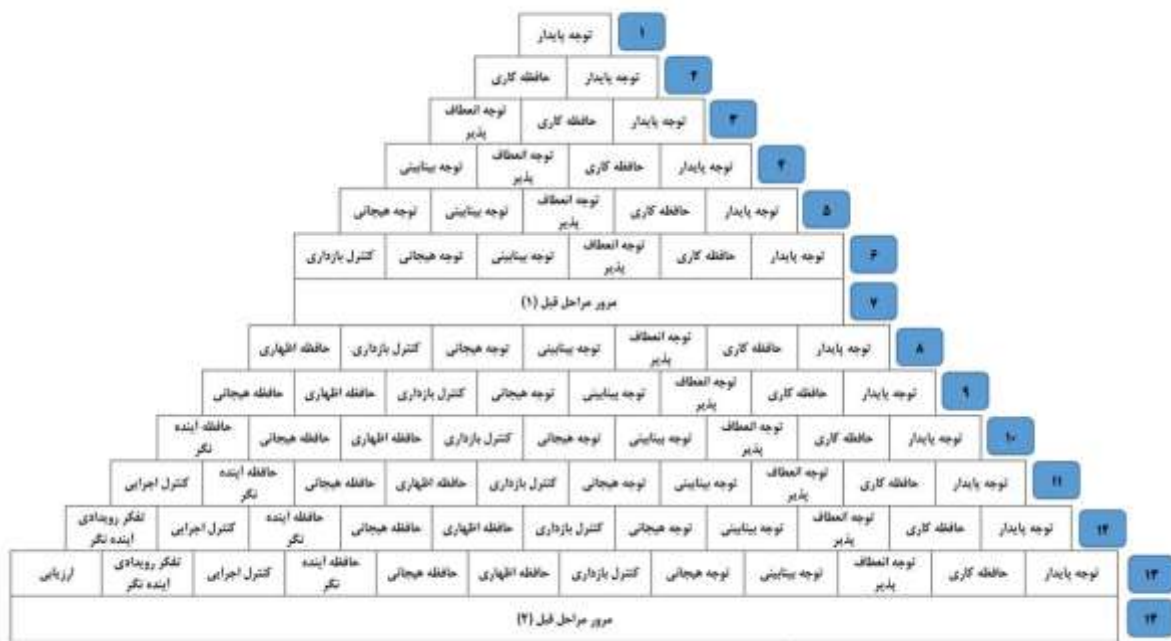 ۱ توجه پایدار
۲ توجه پایدار حافظه کاری
۳ توجه پایدار حافظه کاری توجه انعطاف پذیر
۴ توجه پایدار حافظه کاری توجه انعطاف پذیر توجه بینابینی
۵ توجه پایدار حافظه کاری توجه انعطاف پذیر توجه بینابینی توجه هیجانی
۶ توجه پایدار حافظه کاری توجه انعطاف پذیر توجه بینابینی توجه هیجانی کنترل بازداری
۷ مرور مراحل قبل (۱)
۸ توجه پایدار حافظه کاری توجه انعطاف پذیر توجه بینابینی توجه هیجانی کنترل بازداری حافظه اظهاری
۹ توجه پایدار حافظه کاری توجه انعطاف پذیر توجه بینابینی توجه هیجانی کنترل بازداری حافظه اظهاری حافظه هیجانی
۱۰ توجه پایدار حافظه کاری توجه انعطاف پذیر توجه بینابینی توجه هیجانی کنترل بازداری حافظه اظهاری حافظه هیجانی حافظه آینده نگر
۱۱ توجه پایدار حافظه کاری توجه انعطاف پذیر توجه بینابینی توجه هیجانی کنترل بازداری حافظه اظهاری حافظه هیجانی حافظه آینده نگر کنترل اجرایی
۱۲ توجه پایدار حافظه کاری توجه انعطاف پذیر توجه بینابینی توجه هیجانی کنترل بازداری حافظه اظهاری حافظه هیجانی حافظه آینده نگر کنترل اجرایی تفکر رویدادی آینده نگر
۱۳ توجه پایدار حافظه کاری توجه انعطاف پذیر توجه بینابینی توجه هیجانی کنترل بازداری حافظه اظهاری حافظه هیجانی حافظه آینده نگر کنترل اجرایی تفکر رویدادی آینده نگر ارزیابی
۱۴ مرور مراحل قبل (۲)